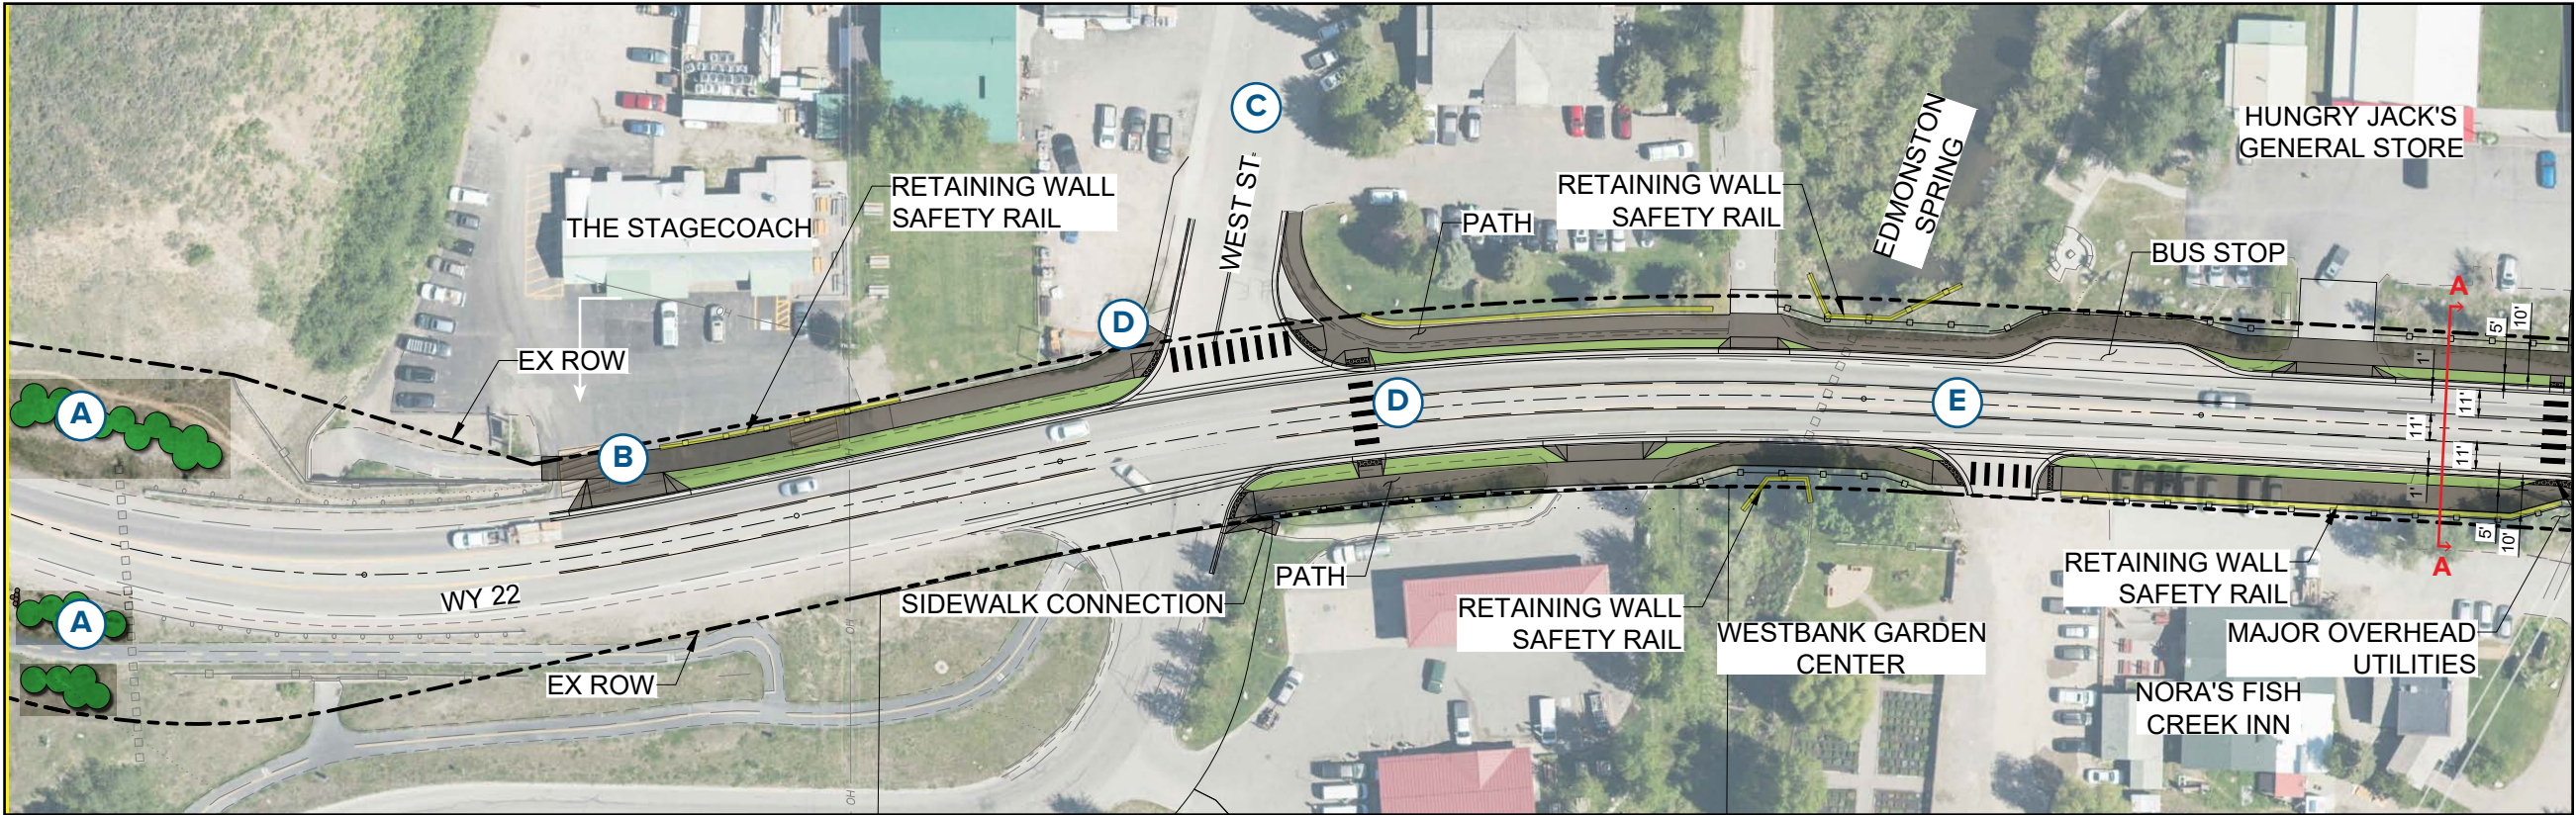 C
HUNGRY JACK'S
GENERAL STORE
EDMONSTON
SPRING
RETAINING WALL
SAFETY RAIL
RETAINING WALL
SAFETY RAIL
WEST ST
PATH
THE STAGECOACH
BUS STOP
A
D
5'
10'
EX ROW
1'
A
D
E
11'
11'
11'
B
1'
5'
10'
A
PATH
RETAINING WALL
SAFETY RAIL
WY 22
SIDEWALK CONNECTION
RETAINING WALL
SAFETY RAIL
A
WESTBANK GARDEN
CENTER
MAJOR OVERHEAD
UTILITIES
EX ROW
NORA'S FISH
CREEK INN
OH
OH